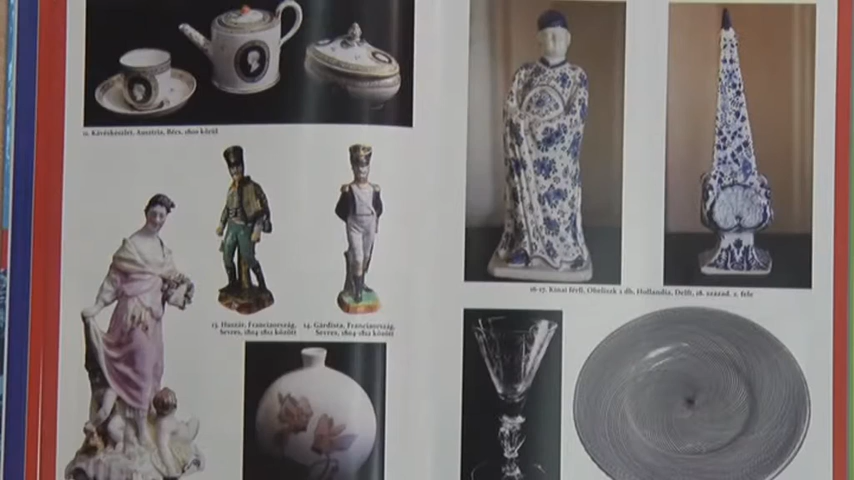 11. Kávéskészlet, Ausztria, Bécs, 1800 körül
13. Huszár, Franciaország,
Sevres, 1804-1812 között
14. Gárdista, Franciaország,
Sevres, 1804-1812 között
16-17. Kínai férfi, Obeliszk 2 db, Hollandia, Delft, 18. század. 2. fele